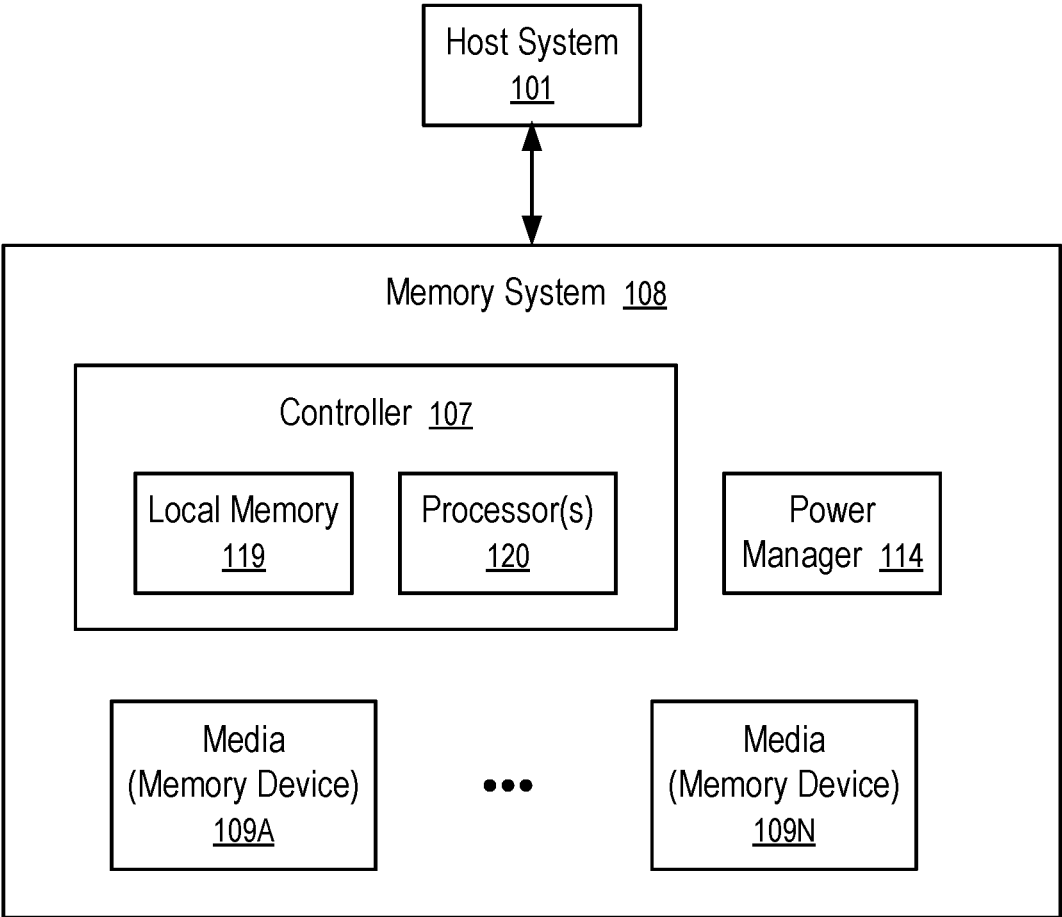 Host System
101
Memory System 108
Controller 107
Local Memory
119
Processor(s)
120
Power
Manager 114
Media
(Memory Device)
109A
•••
Media
(Memory Device)
109N